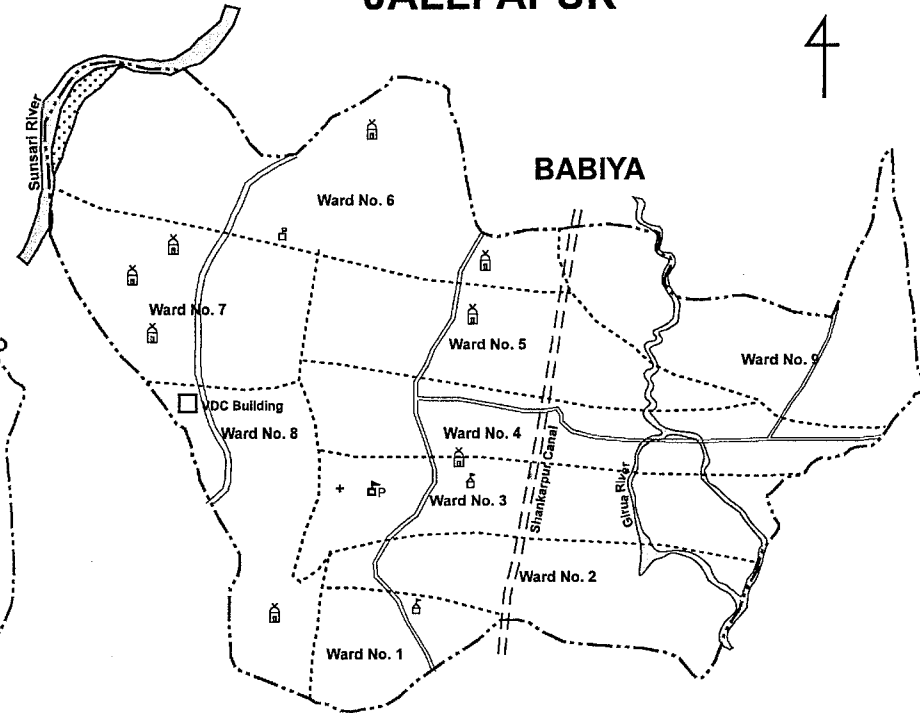 BABIYA
Sunsari River
Ward No. 6
Ward No. 7
Ward No. 5
Ward No. 9
VDC Building
Ward No. 8
Ward No. 4
Shankarpur Canal
Girua River
P
Ward No. 3
Ward No. 2
Ward No. 1